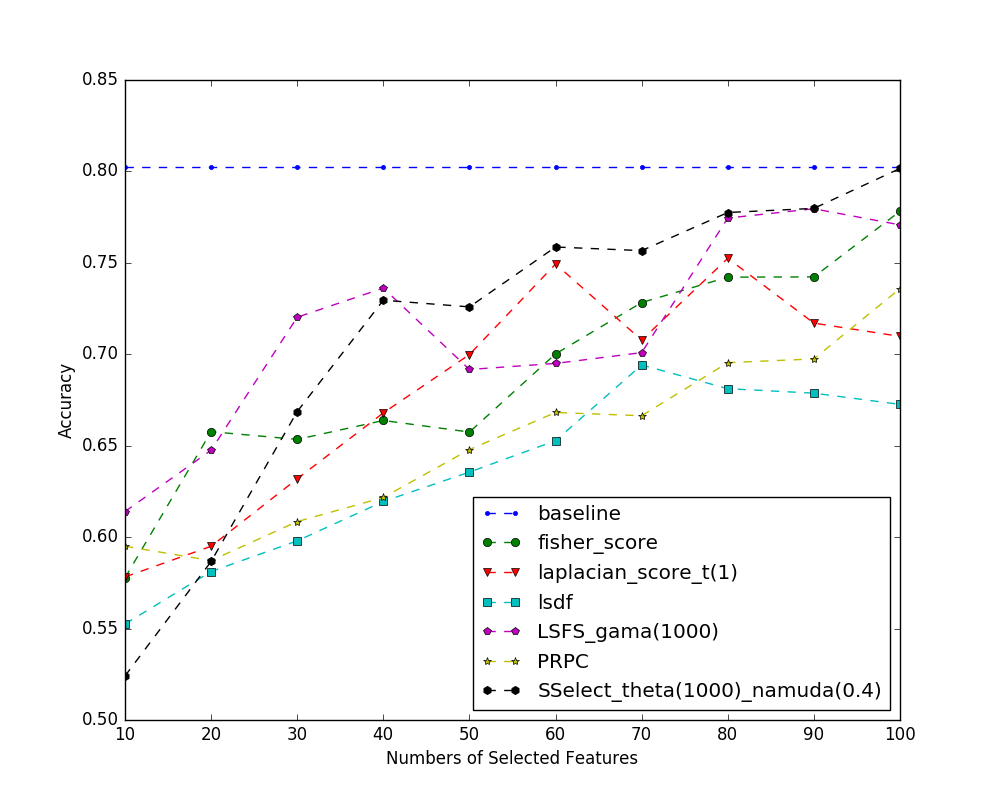 0.85
0.80
0.75
0.70
0.65
0.60
0.55
0.50
Accuracy
baseline
fisher_score
laplacian_score_t(1)
lsdf
LSFS_gama(1000)
PRPC
SSelect_theta(1000)_namuda(0.4)
10 20 30 40 50 60 70 80 90 100
Numbers of Selected Features